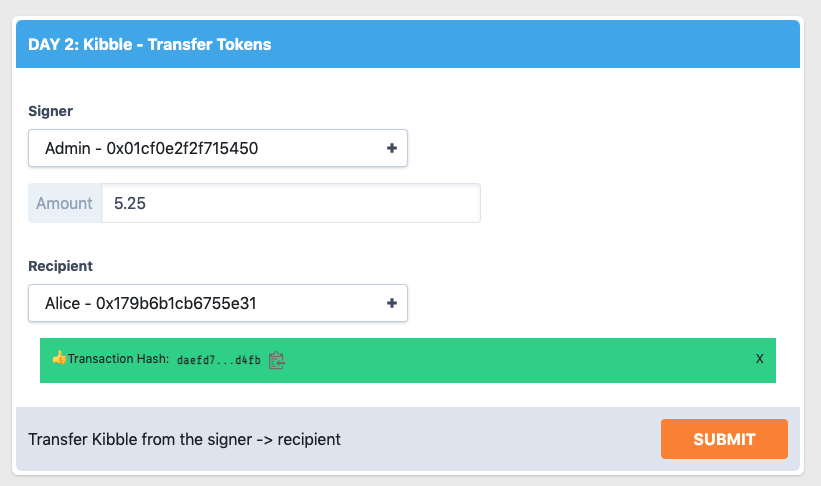 DAY 2: Kibble - Transfer Tokens
Signer
Admin - 0x01cf0e2f2f715450 +
Amount 5.25
Recipient
Alice - 0x179b6b1cb6755e31 +
👍Transaction Hash: daefd7...d4fb X
Transfer Kibble from the signer -> recipient SUBMIT